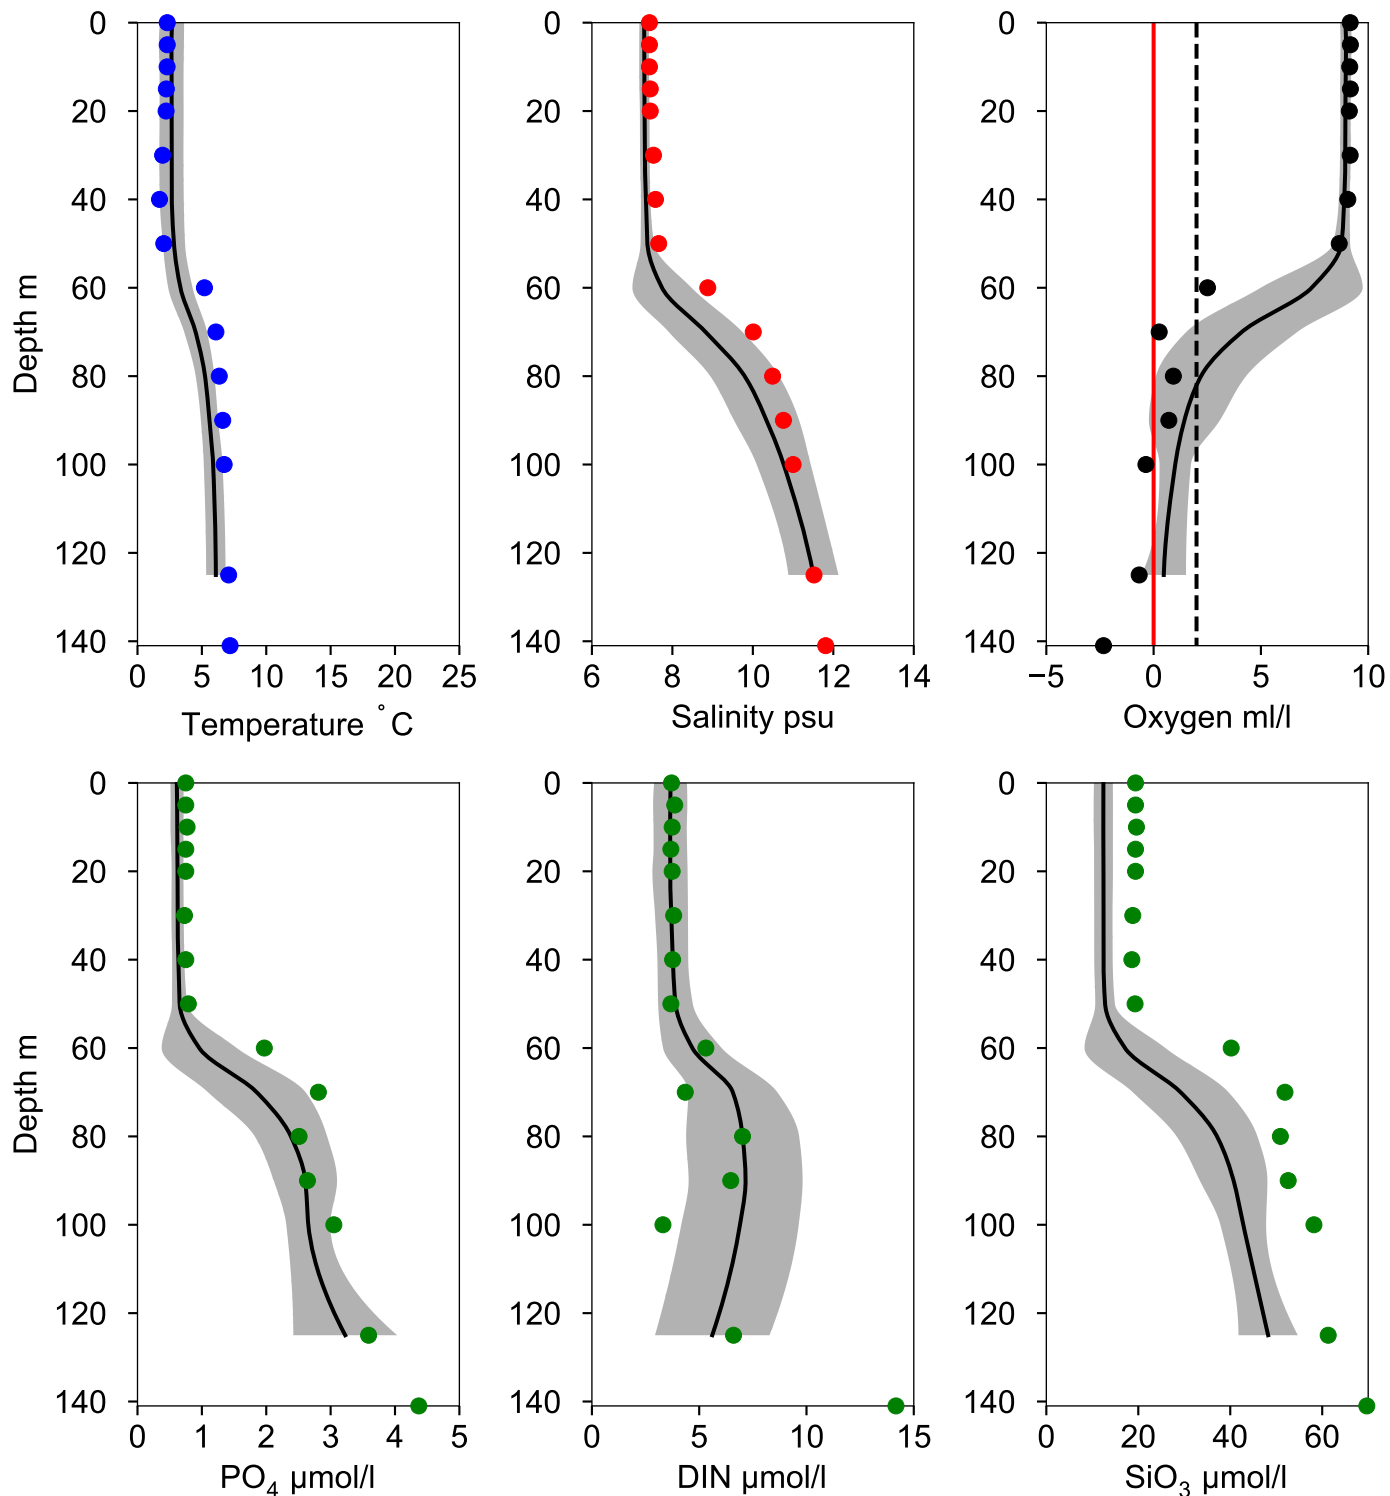 0 0 0
20 20 20
40 40 40
60 60 60
80 80 80
100 100 100
120 120 120
140 140 140
Depth m
0 5 10 15 20 25
6 8 10 12 14
−5 0 5 10
Temperature °C
Salinity psu
Oxygen ml/l
0 0 0
20 20 20
40 40 40
60 60 60
80 80 80
100 100 100
120 120 120
140 140 140
Depth m
0 1 2 3 4 5
0 5 10 15
0 20 40 60
PO₄ µmol/l
DIN µmol/l
SiO₃ µmol/l